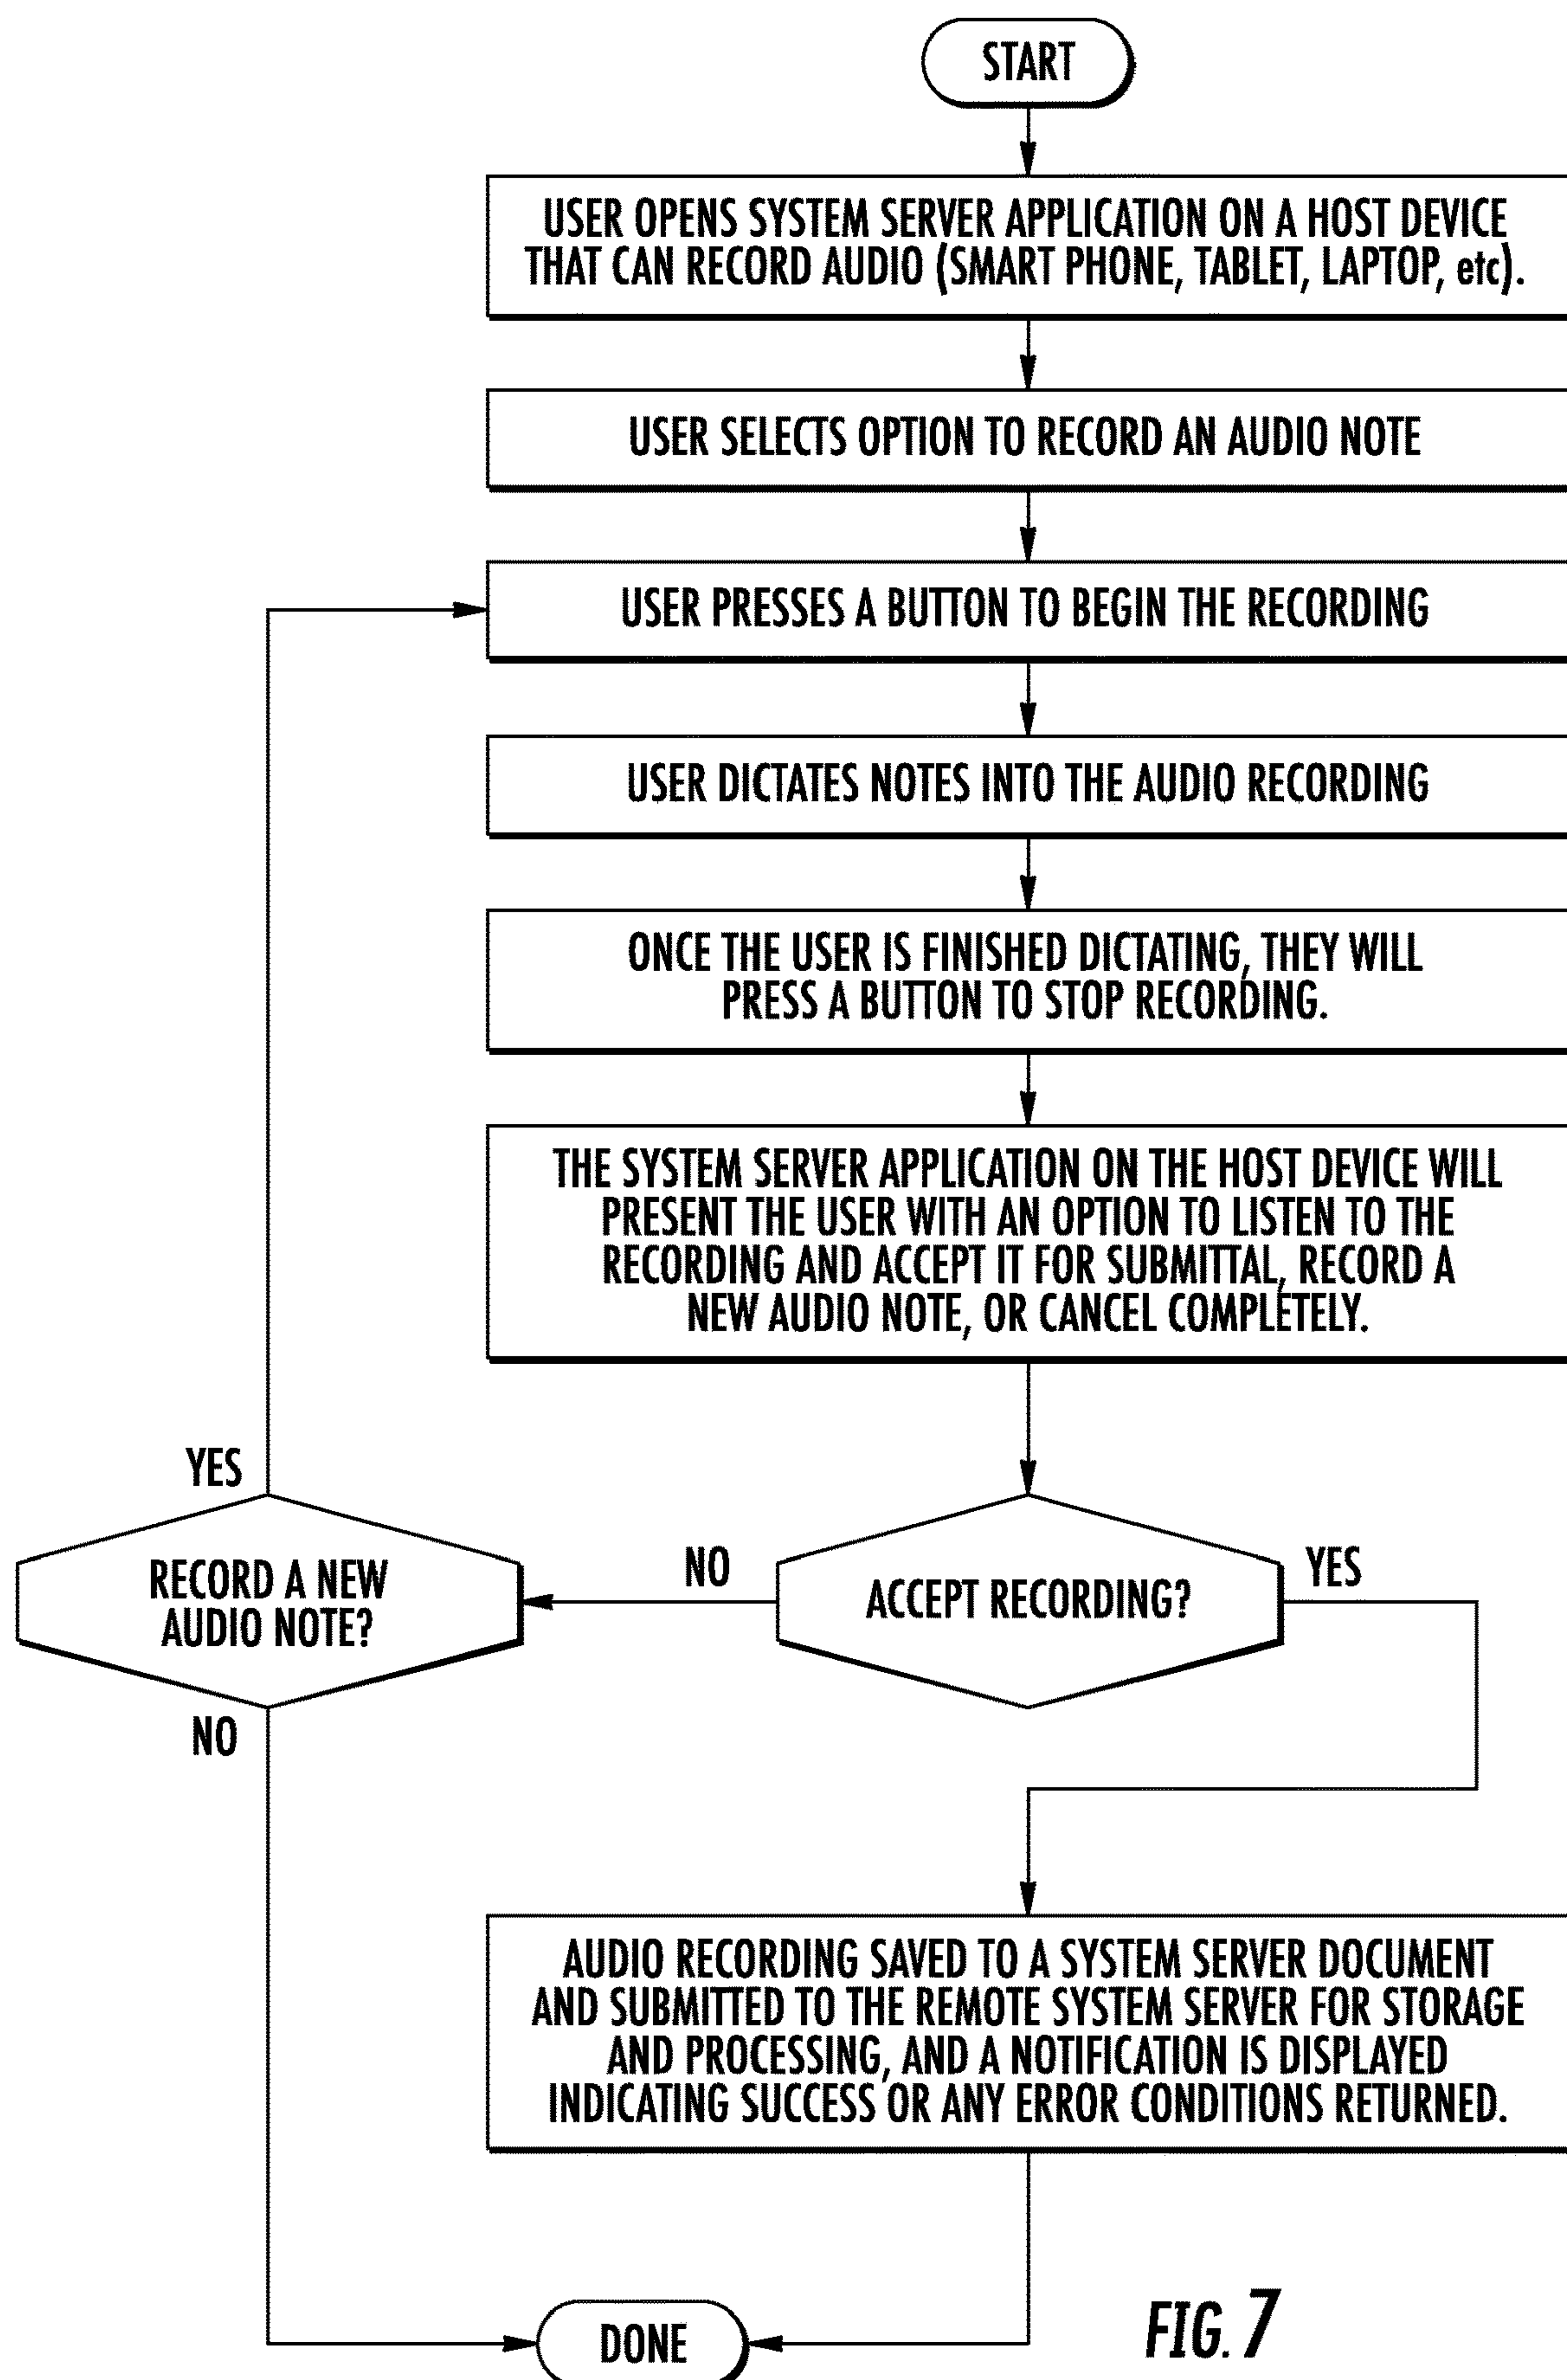 START
USER OPENS SYSTEM SERVER APPLICATION ON A HOST DEVICE
THAT CAN RECORD AUDIO (SMART PHONE, TABLET, LAPTOP, etc).
USER SELECTS OPTION TO RECORD AN AUDIO NOTE
USER PRESSES A BUTTON TO BEGIN THE RECORDING
USER DICTATES NOTES INTO THE AUDIO RECORDING
ONCE THE USER IS FINISHED DICTATING, THEY WILL
PRESS A BUTTON TO STOP RECORDING.
THE SYSTEM SERVER APPLICATION ON THE HOST DEVICE WILL
PRESENT THE USER WITH AN OPTION TO LISTEN TO THE
RECORDING AND ACCEPT IT FOR SUBMITTAL, RECORD A
NEW AUDIO NOTE, OR CANCEL COMPLETELY.
YES
RECORD A NEW
AUDIO NOTE?
NO
NO
ACCEPT RECORDING?
YES
AUDIO RECORDING SAVED TO A SYSTEM SERVER DOCUMENT
AND SUBMITTED TO THE REMOTE SYSTEM SERVER FOR STORAGE
AND PROCESSING, AND A NOTIFICATION IS DISPLAYED
INDICATING SUCCESS OR ANY ERROR CONDITIONS RETURNED.
DONE
FIG. 7